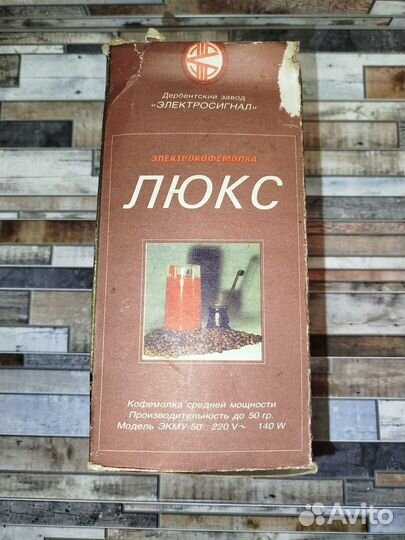 Дербентский завод
«ЭЛЕКТРОСИГНАЛ»
ЭЛЕКТРОКОФЕМОЛКА
ЛЮКС
Кофемолка средней мощности
Производительность до 50 гр.
Модель ЭКМУ-50 220 V~ 140 W
Avito